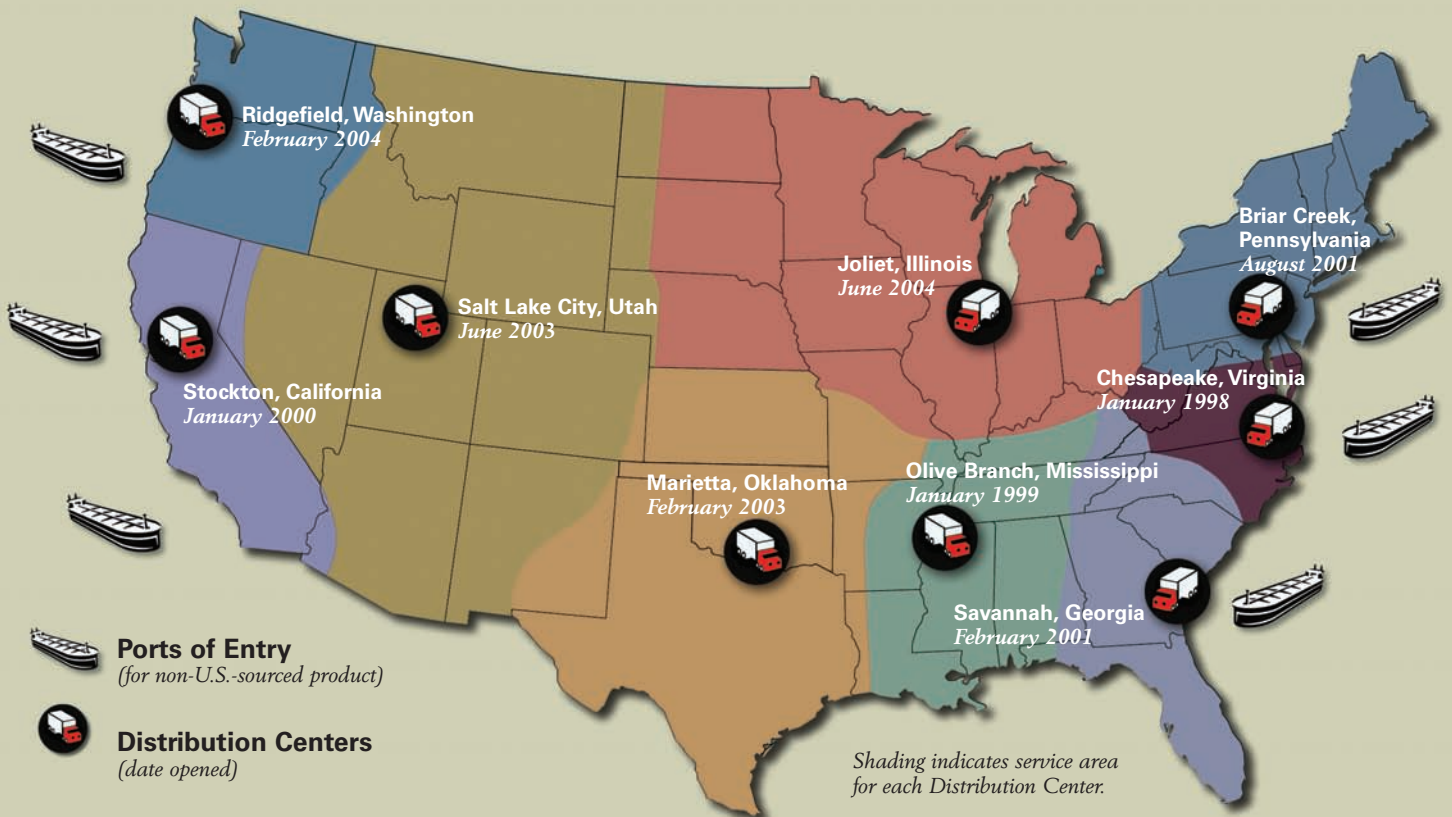 Ridgefield, Washington
February 2004
Briar Creek,
Pennsylvania
August 2001
Joliet, Illinois
June 2004
Salt Lake City, Utah
June 2003
Stockton, California
January 2000
Chesapeake, Virginia
January 1998
Marietta, Oklahoma
February 2003
Olive Branch, Mississippi
January 1999
Savannah, Georgia
February 2001
Ports of Entry
(for non-U.S.-sourced product)
Distribution Centers
(date opened)
Shading indicates service area
for each Distribution Center.